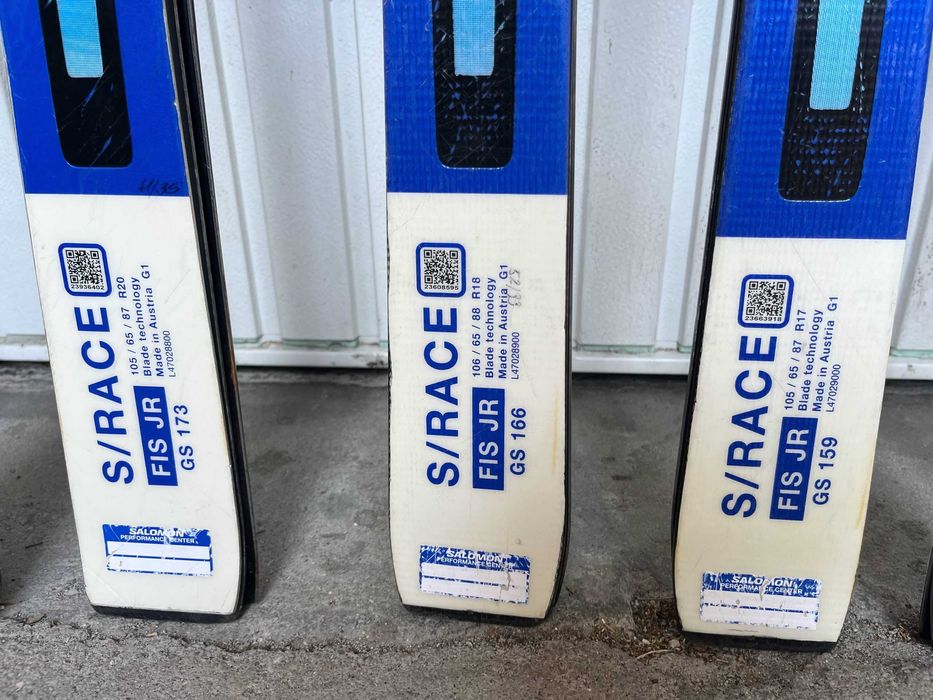 23936402
S/RACE
105 / 65 / 87 R20
Blade technology
Made in Austria G1
L47028800
FIS JR
GS 173
SALOMON
PERFORMANCE CENTER
23608595
S/RACE
106 / 65 / 88 R18
Blade technology
Made in Austria G1
L47028900
FIS JR
GS 166
SALOMON
PERFORMANCE CENTER
23663918
S/RACE
105 / 65 / 87 R17
Blade technology
Made in Austria G1
L47029000
FIS JR
GS 159
SALOMON
PERFORMANCE CENTER